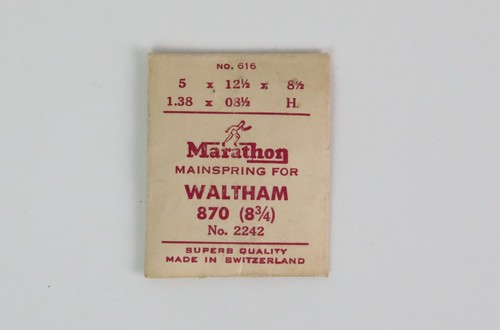 NO. 616
5 x 12½ x 8½
1.38 x 08½ H.
Marathon
MAINSPRING FOR
WALTHAM
870 (8¾)
No. 2242
SUPERB QUALITY
MADE IN SWITZERLAND